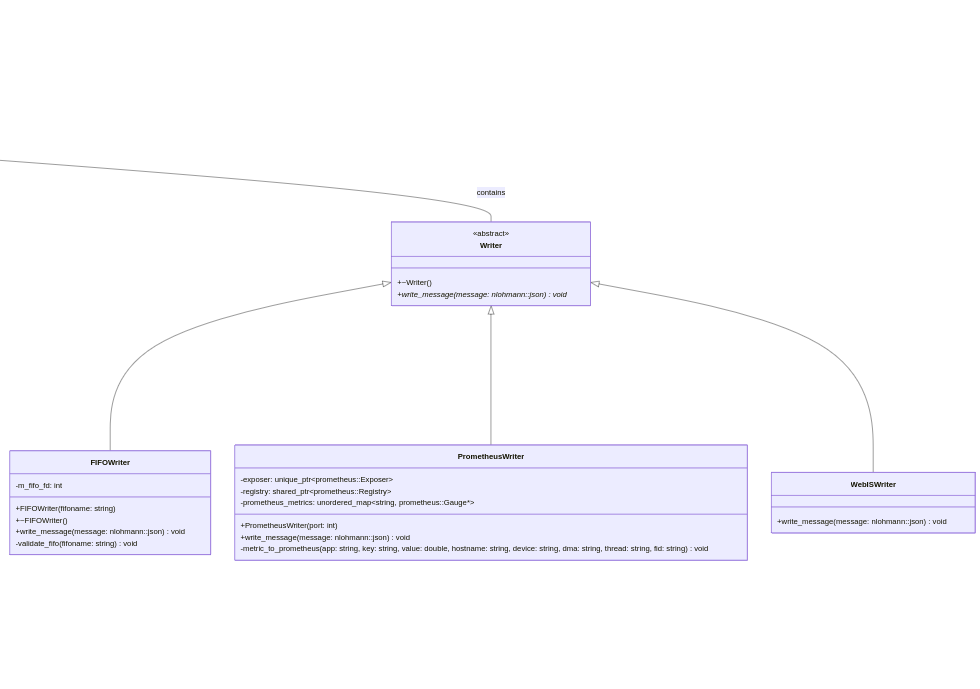 contains
«abstract»
Writer
+~Writer()
+write_message(message: nlohmann::json) : void
FIFOWriter
-m_fifo_fd: int
+FIFOWriter(fifoname: string)
+~FIFOWriter()
+write_message(message: nlohmann::json) : void
-validate_fifo(fifoname: string) : void
PrometheusWriter
-exposer: unique_ptr<prometheus::Exposer>
-registry: shared_ptr<prometheus::Registry>
-prometheus_metrics: unordered_map<string, prometheus::Gauge*>
+PrometheusWriter(port: int)
+write_message(message: nlohmann::json) : void
-metric_to_prometheus(app: string, key: string, value: double, hostname: string, device: string, dma: string, thread: string, fid: string) : void
WebISWriter
+write_message(message: nlohmann::json) : void